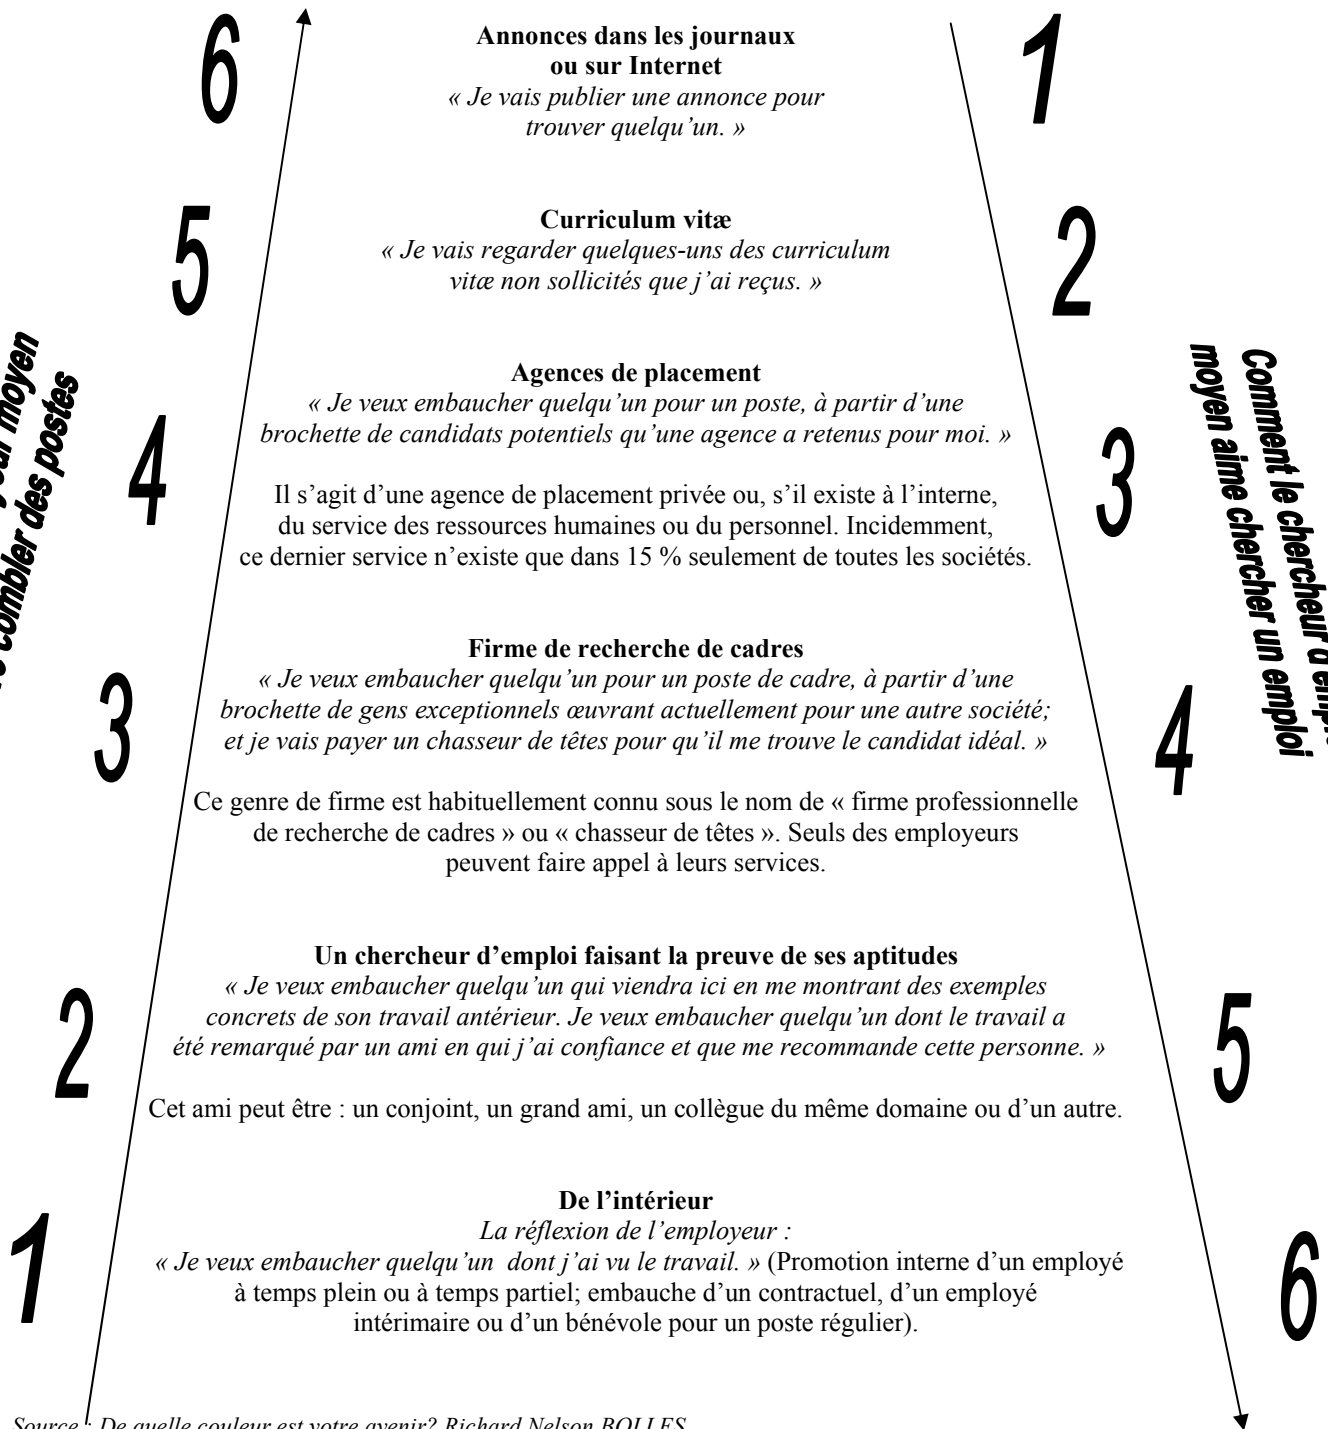 6
Annonces dans les journaux
ou sur Internet
« Je vais publier une annonce pour
trouver quelqu’un. »
1
5
Curriculum vitæ
« Je vais regarder quelques-uns des curriculum
vitæ non sollicités que j’ai reçus. »
2
moyen
combler des postes
4
Agences de placement
« Je veux embaucher quelqu’un pour un poste, à partir d’une
brochette de candidats potentiels qu’une agence a retenus pour moi. »
Il s’agit d’une agence de placement privée ou, s’il existe à l’interne,
du service des ressources humaines ou du personnel. Incidemment,
ce dernier service n’existe que dans 15 % seulement de toutes les sociétés.
3
Comment le chercheur
moyen aime chercher un emploi
3
Firme de recherche de cadres
« Je veux embaucher quelqu’un pour un poste de cadre, à partir d’une
brochette de gens exceptionnels œuvrant actuellement pour une autre société;
et je vais payer un chasseur de têtes pour qu’il me trouve le candidat idéal. »
Ce genre de firme est habituellement connu sous le nom de « firme professionnelle
de recherche de cadres » ou « chasseur de têtes ». Seuls des employeurs
peuvent faire appel à leurs services.
4
2
Un chercheur d’emploi faisant la preuve de ses aptitudes
« Je veux embaucher quelqu’un qui viendra ici en me montrant des exemples
concrets de son travail antérieur. Je veux embaucher quelqu’un dont le travail a
été remarqué par un ami en qui j’ai confiance et que me recommande cette personne. »
Cet ami peut être : un conjoint, un grand ami, un collègue du même domaine ou d’un autre.
5
1
De l’intérieur
La réflexion de l’employeur :
« Je veux embaucher quelqu’un  dont j’ai vu le travail. » (Promotion interne d’un employé
à temps plein ou à temps partiel; embauche d’un contractuel, d’un employé
intérimaire ou d’un bénévole pour un poste régulier).
6
Source : De quelle couleur est votre avenir? Richard Nelson BOLLES